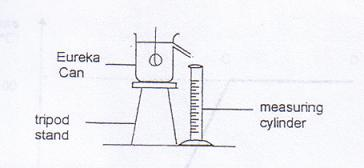 Eureka
Can
tripod
stand
measuring
cylinder